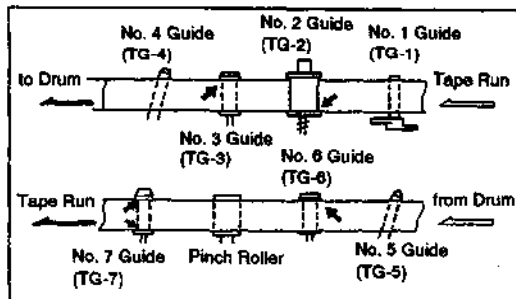 No. 4 Guide
(TG-4)
No. 2 Guide
(TG-2)
No. 1 Guide
(TG-1)
to Drum
Tape Run
No. 3 Guide
(TG-3)
No. 6 Guide
(TG-6)
Tape Run
from Drum
No. 7 Guide
(TG-7)
Pinch Roller
No. 5 Guide
(TG-5)